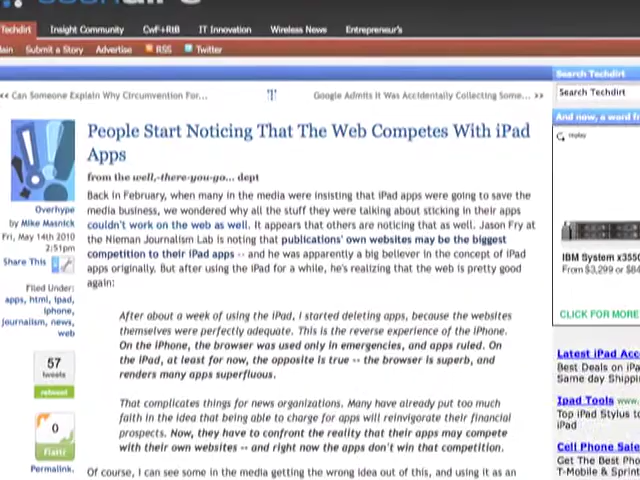 Techdirt Insight Community CwF+RtB IT Innovation Wireless News Entrepreneur's
Submit a Story Advertise RSS Twitter
<< Can Someone Explain Why Circumvention For...
Google Admits It Was Accidentally Collecting Some... >>
People Start Noticing That The Web Competes With iPad
Apps
from the well,-there-you-go... dept
Overhype
by Mike Masnick
Fri, May 14th 2010
2:51pm
Share This
Filed Under:
apps, html, ipad,
iphone,
journalism, news,
web
57
tweets
retweet
0
Flattr
Permalink.
Back in February, when many in the media were insisting that iPad apps were going to save the
media business, we wondered why all the stuff they were talking about sticking in their apps
couldn't work on the web as well. It appears that others are noticing that as well. Jason Fry at
the Nieman Journalism Lab is noting that publications' own websites may be the biggest
competition to their iPad apps -- and he was apparently a big believer in the concept of iPad
apps originally. But after using the iPad for a while, he's realizing that the web is pretty good
again:
After about a week of using the iPad, I started deleting apps, because the websites
themselves were perfectly adequate. This is the reverse experience of the iPhone.
On the iPhone, the browser was used only in emergencies, and apps ruled. On
the iPad, at least for now, the opposite is true -- the browser is superb, and
renders many apps superfluous.
That complicates things for news organizations. Many have already put too much
faith in the idea that being able to charge for apps will reinvigorate their financial
prospects. Now, they have to confront the reality that their apps may compete
with their own websites -- and right now the apps don't win that competition.
Of course, I can see some in the media getting the wrong idea out of this, and using it as an
Search Techdirt
Search Techdirt
And now, a word fr
replay
IBM System x355
From $3,299 or $8
CLICK FOR MORE
Latest iPad Acc
Best Deals on iPa
Same day Shippi
Ipad Tools www.
Top iPad Stylus to
iPad
Cell Phone Sale
Get The Best Pho
T-Mobile & Sprint